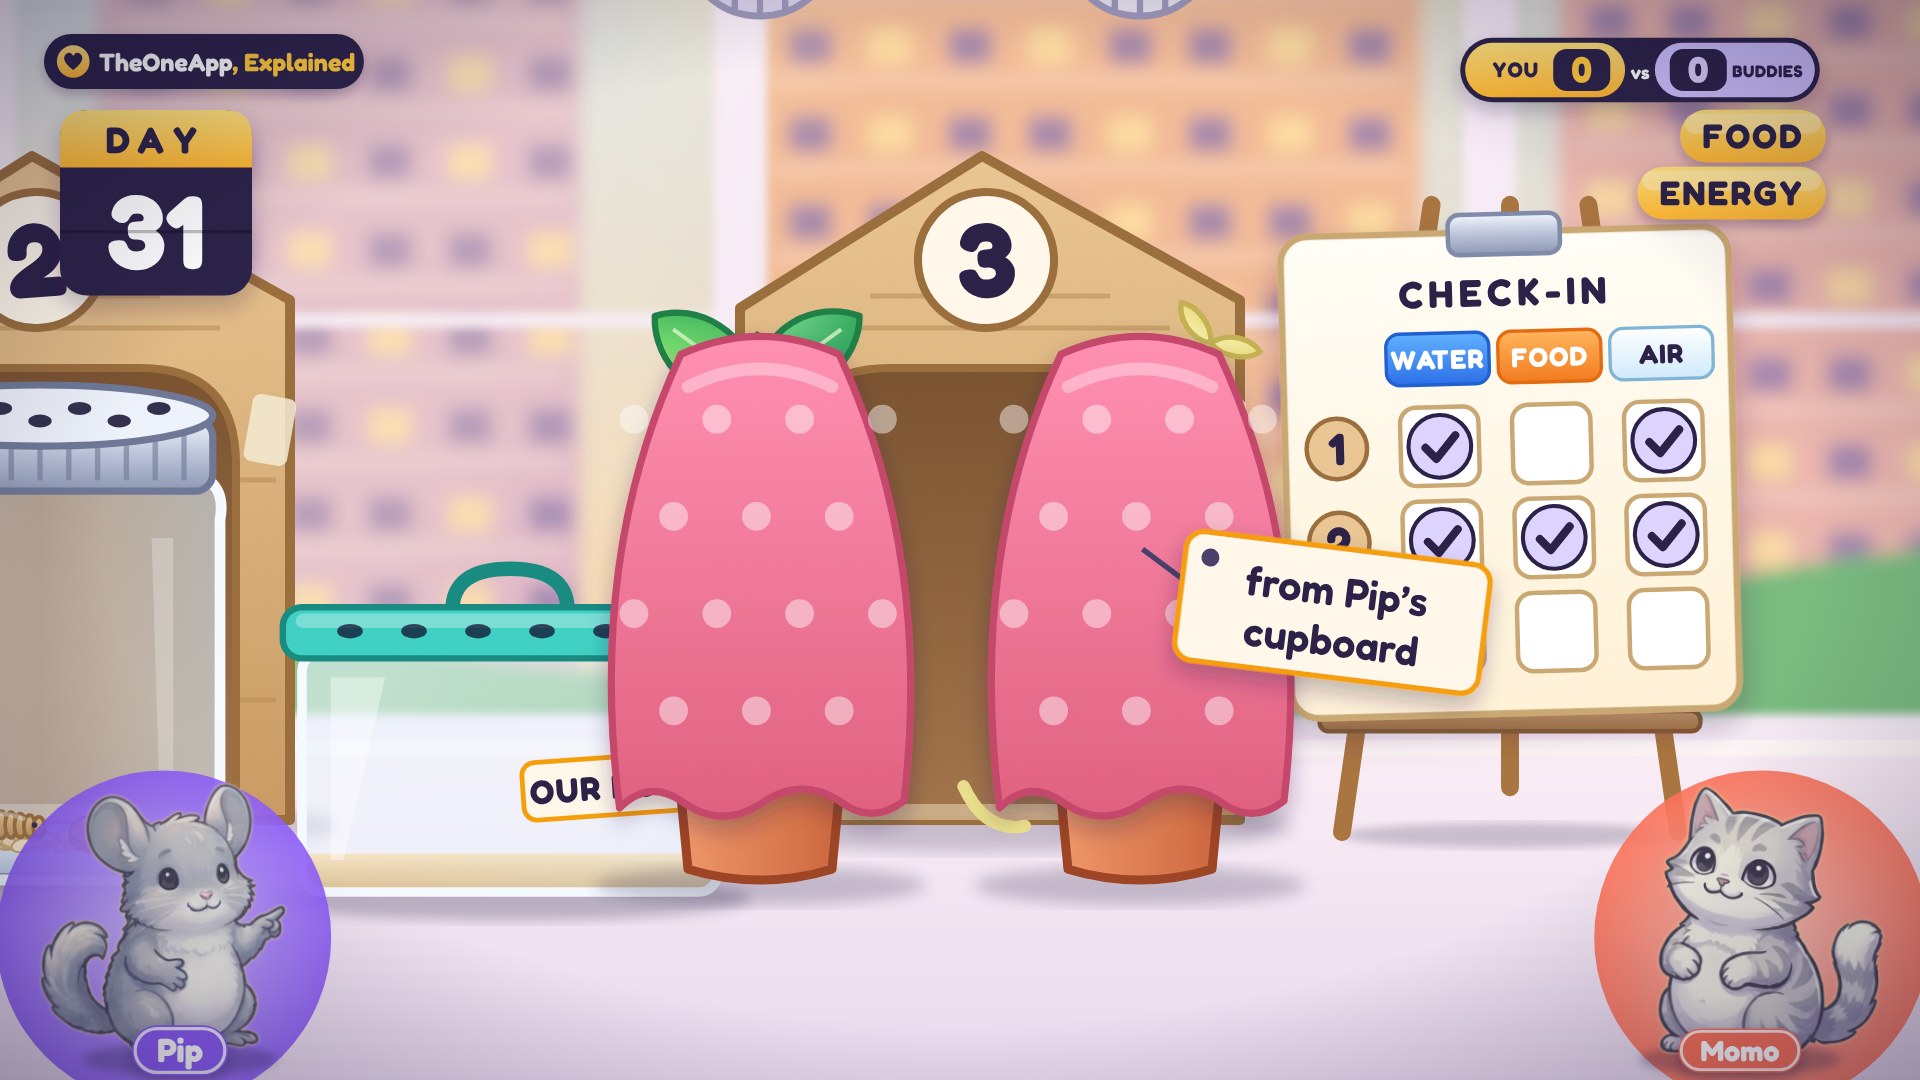 TheOneApp, Explained
YOU 0 vs 0 BUDDIES
DAY
31
FOOD
ENERGY
2
3
CHECK-IN
WATER FOOD AIR
1
2
from Pip's
cupboard
OUR
Pip
Momo